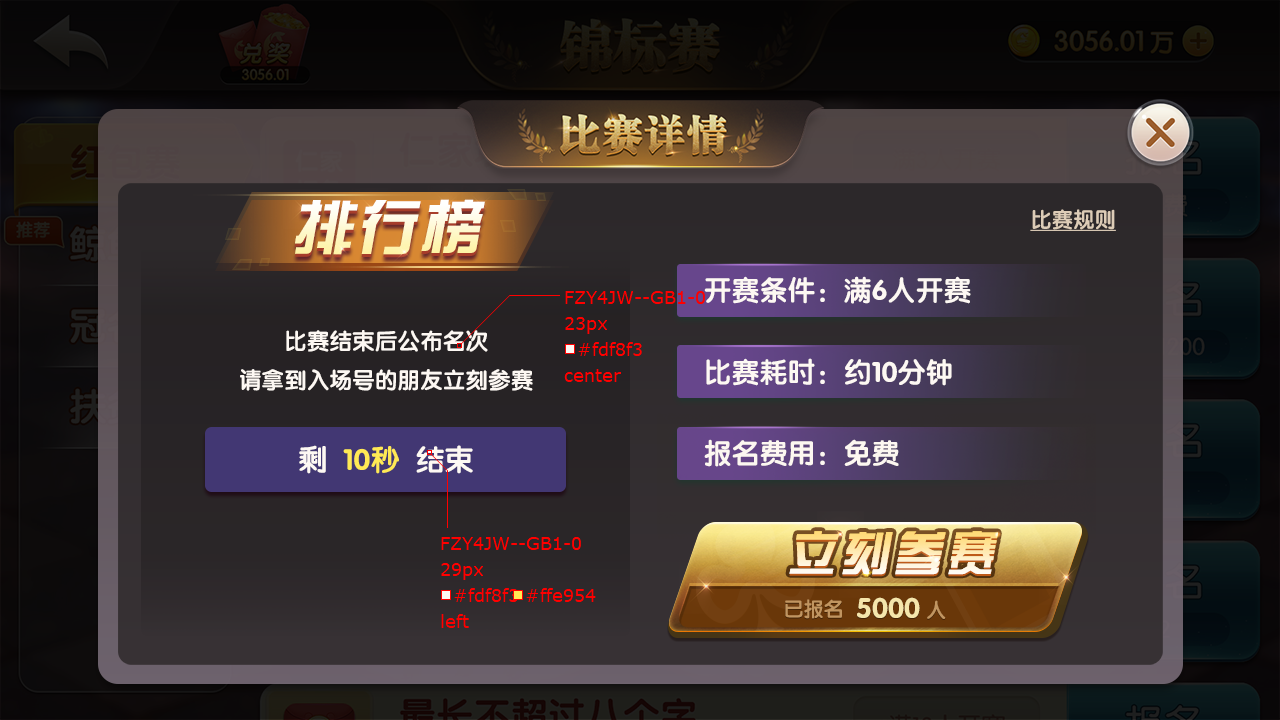 兑奖
3056.01
锦标赛
3056.01万
比赛详情
推荐
排行榜
比赛规则
比赛结束后公布名次
请拿到入场号的朋友立刻参赛
FZY4JW--GB1-0
23px
#fdf8f3
center
剩 10秒 结束
FZY4JW--GB1-0
29px
#fdf8f3 #ffe954
left
开赛条件：满6人开赛
比赛耗时：约10分钟
报名费用：免费
立刻参赛
已报名 5000 人
最长不超过八个字
报名